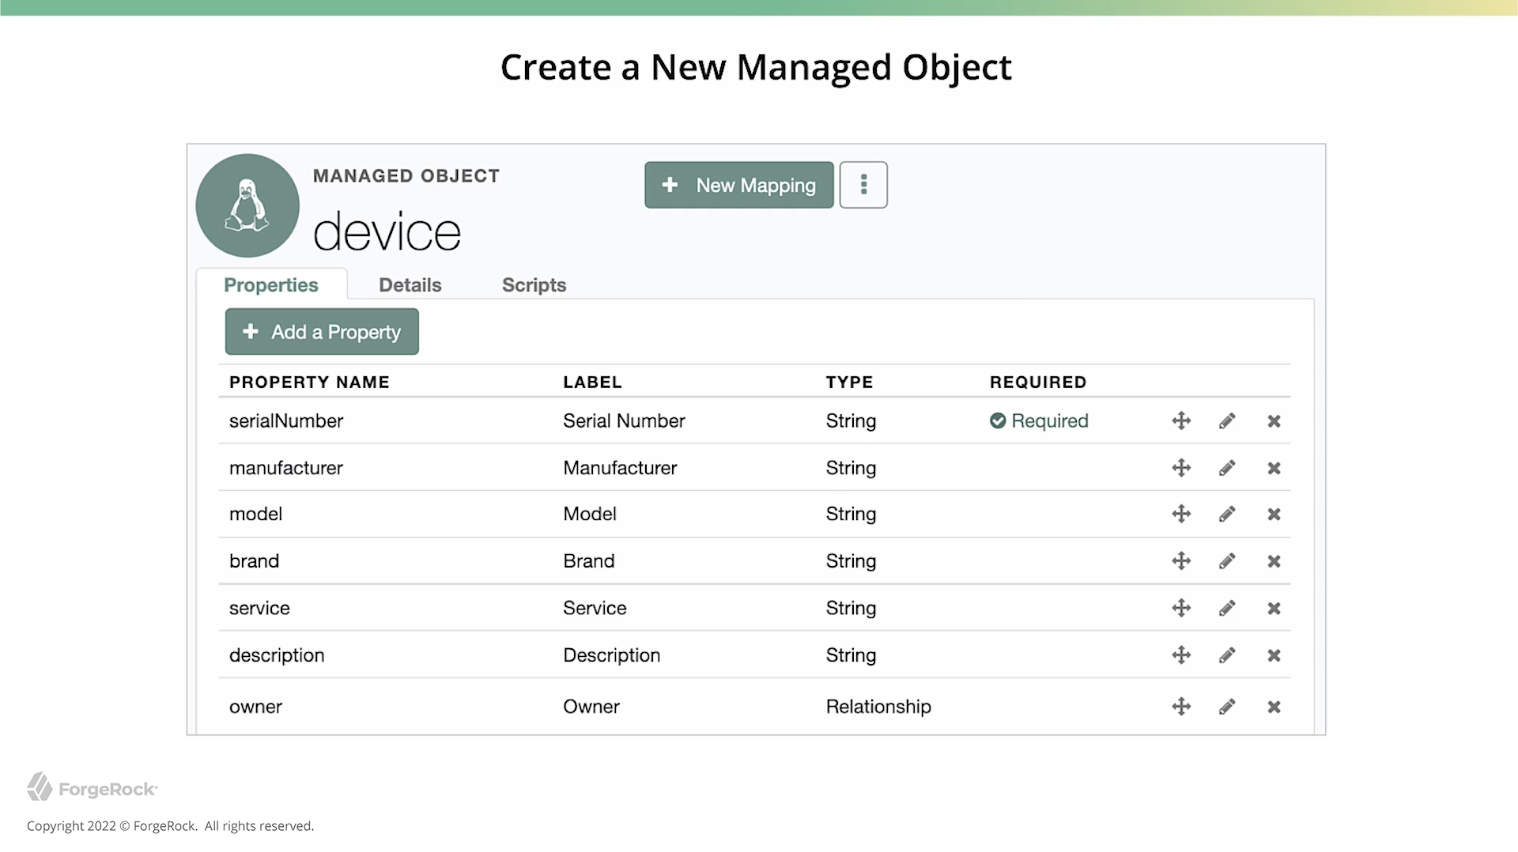 Create a New Managed Object
MANAGED OBJECT
device
New Mapping
Properties Details Scripts
Add a Property
PROPERTY NAME LABEL TYPE REQUIRED
serialNumber Serial Number String Required
manufacturer Manufacturer String
model Model String
brand Brand String
service Service String
description Description String
owner Owner Relationship
ForgeRock
Copyright 2022 © ForgeRock. All rights reserved.